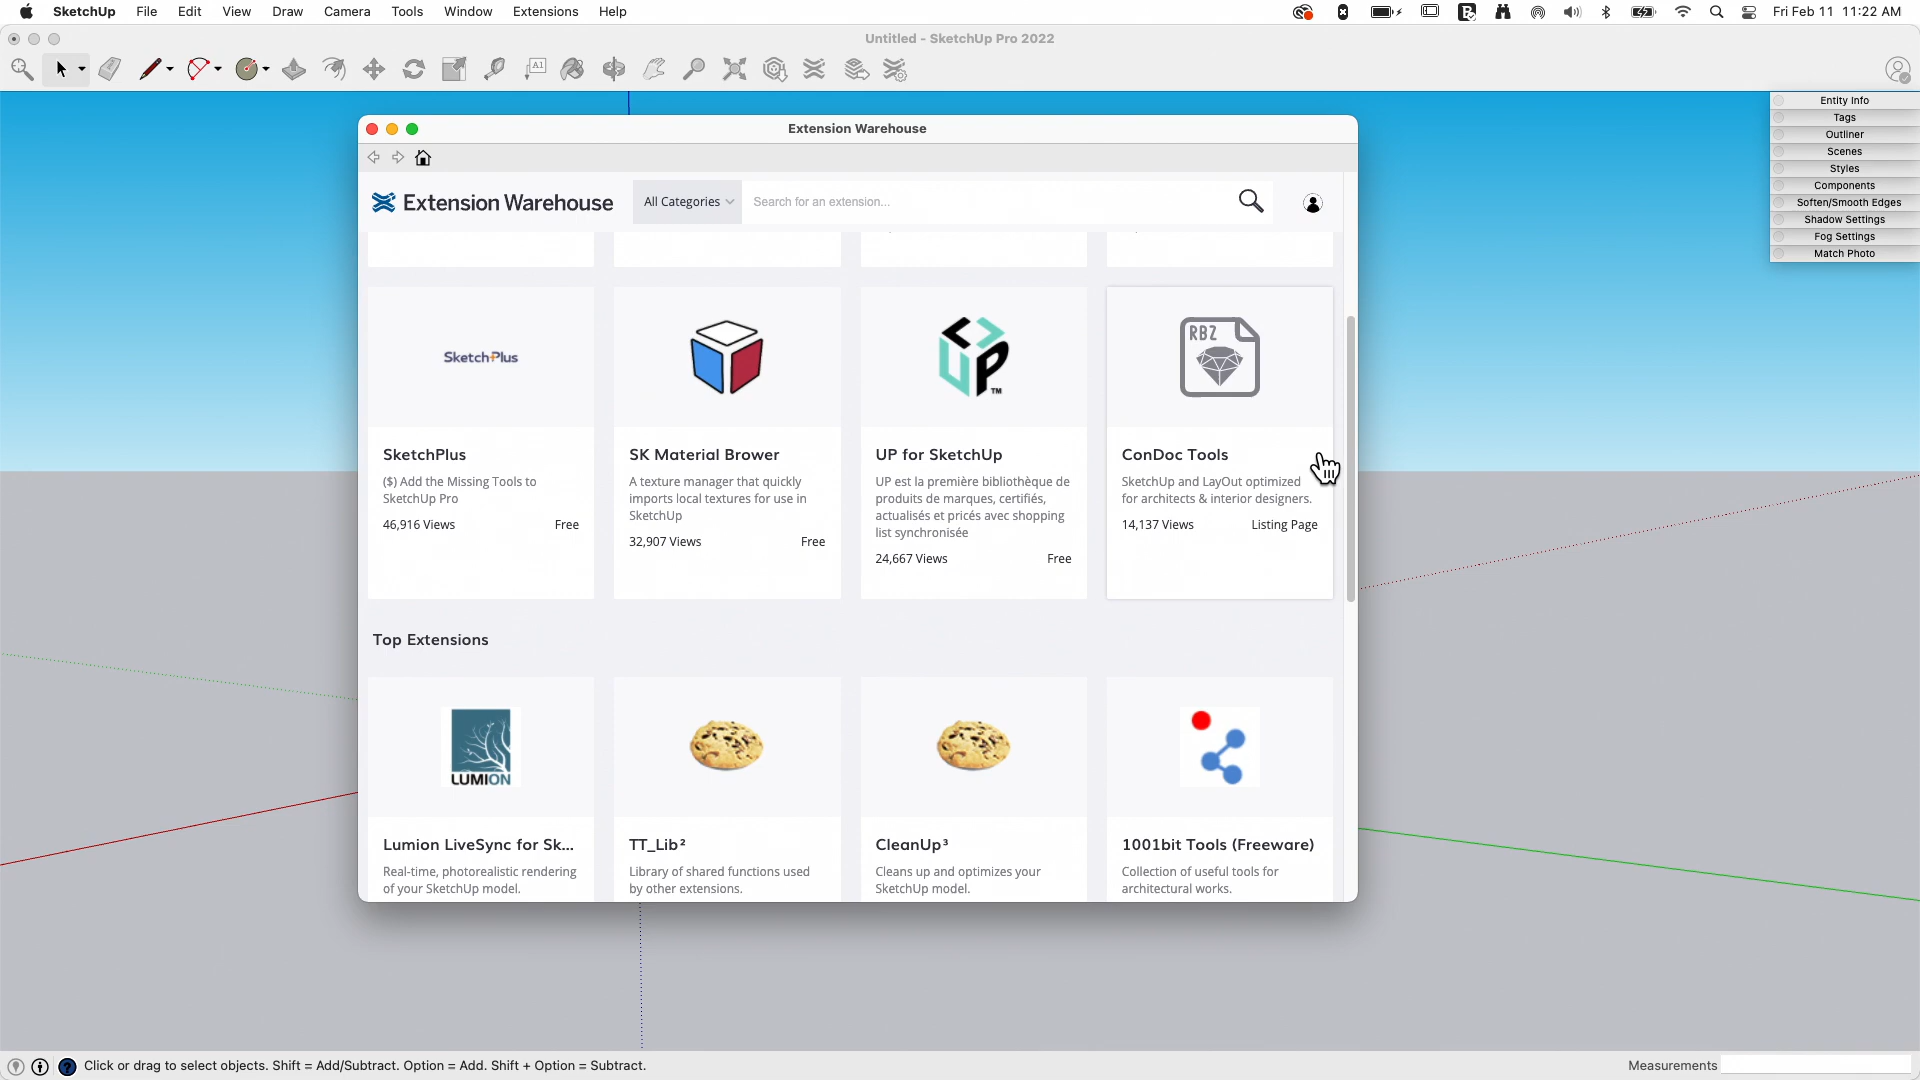 SketchUp File Edit View Draw Camera Tools Window Extensions Help
Fri Feb 11 11:22 AM
Untitled - SketchUp Pro 2022
A1
Entity Info
Tags
Outliner
Scenes
Styles
Components
Soften/Smooth Edges
Shadow Settings
Fog Settings
Match Photo
Extension Warehouse
Extension Warehouse
All Categories
Search for an extension...
SketchPlus
SketchPlus
($) Add the Missing Tools to
SketchUp Pro
46,916 Views Free
SK Material Brower
A texture manager that quickly
imports local textures for use in
SketchUp
32,907 Views Free
UP
TM
UP for SketchUp
UP est la première bibliothèque de
produits de marques, certifiés,
actualisés et pricés avec shopping
list synchronisée
24,667 Views Free
RBZ
ConDoc Tools
SketchUp and LayOut optimized
for architects & interior designers.
14,137 Views Listing Page
Top Extensions
LUMION
Lumion LiveSync for Sk...
Real-time, photorealistic rendering
of your SketchUp model.
TT_Lib²
Library of shared functions used
by other extensions.
CleanUp³
Cleans up and optimizes your
SketchUp model.
1001bit Tools (Freeware)
Collection of useful tools for
architectural works.
Click or drag to select objects. Shift = Add/Subtract. Option = Add. Shift + Option = Subtract.
Measurements